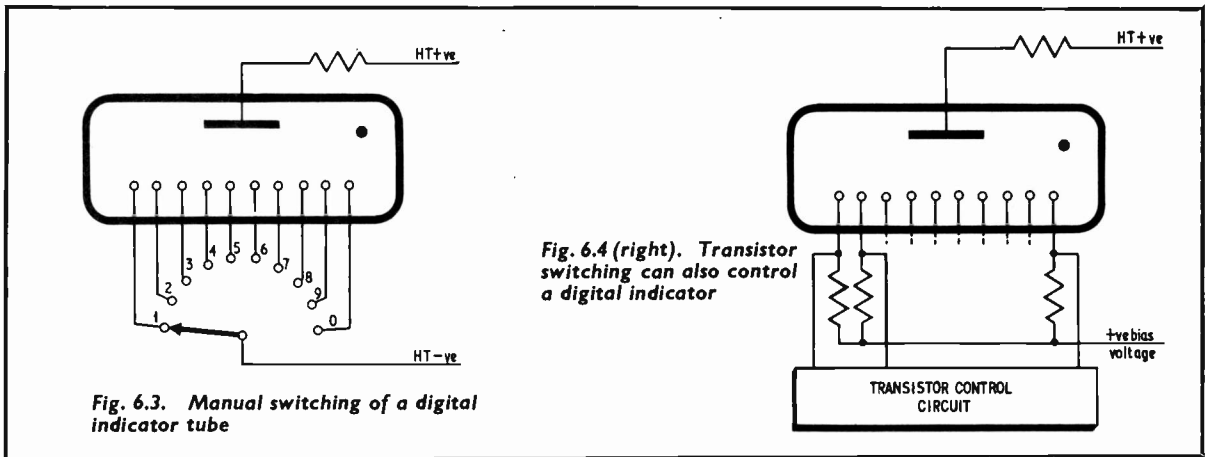 HT+ve
1
2
3
4
5
6
7
8
9
0
HT-ve
Fig. 6.3. Manual switching of a digital
indicator tube
HT+ve
Fig. 6.4 (right). Transistor
switching can also control
a digital indicator
+ve bias
voltage
TRANSISTOR CONTROL
CIRCUIT